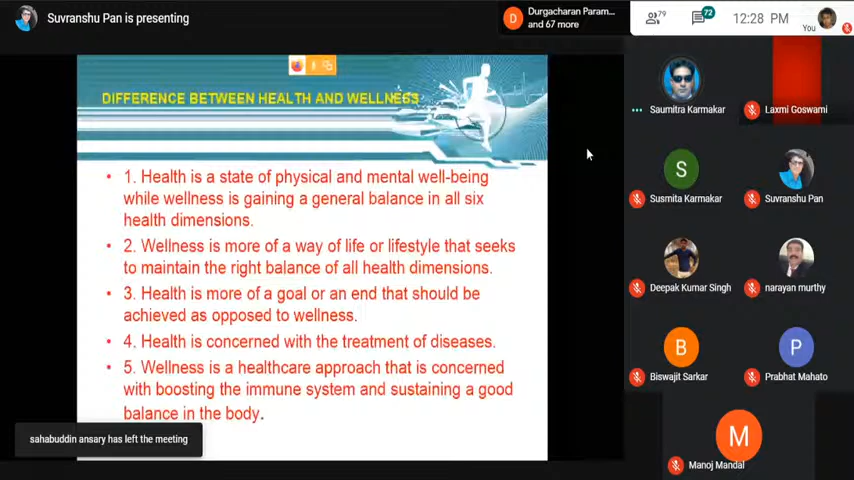 Suvranshu Pan is presenting
D
Durgacharan Param...
and 67 more
79
72
12:28 PM
You
DIFFERENCE BETWEEN HEALTH AND WELLNESS
• 1. Health is a state of physical and mental well-being
while wellness is gaining a general balance in all six
health dimensions.
• 2. Wellness is more of a way of life or lifestyle that seeks
to maintain the right balance of all health dimensions.
• 3. Health is more of a goal or an end that should be
achieved as opposed to wellness.
• 4. Health is concerned with the treatment of diseases.
• 5. Wellness is a healthcare approach that is concerned
with boosting the immune system and sustaining a good
balance in the body.
sahabuddin ansary has left the meeting
Saumitra Karmakar
Laxmi Goswami
S
Susmita Karmakar
Suvranshu Pan
Deepak Kumar Singh
narayan murthy
B
Biswajit Sarkar
P
Prabhat Mahato
M
Manoj Mandal